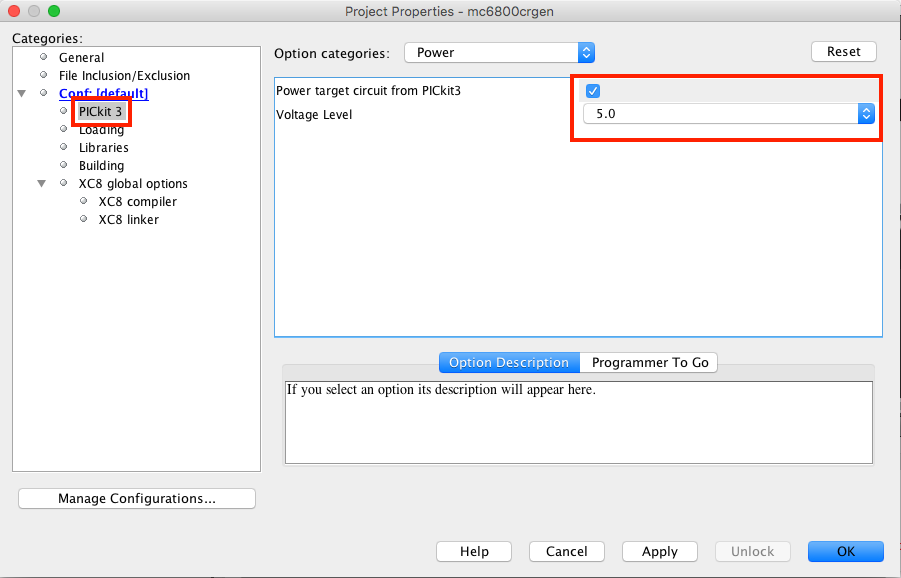 Project Properties - mc6800crgen
Categories:
General
File Inclusion/Exclusion
Conf: [default]
PICkit 3
Loading
Libraries
Building
XC8 global options
XC8 compiler
XC8 linker
Manage Configurations...
Option categories: Power
Reset
Power target circuit from PICkit3
Voltage Level 5.0
Option Description Programmer To Go
If you select an option its description will appear here.
Help Cancel Apply Unlock OK